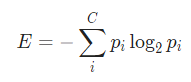 $E = -\sum_{i}^{C} p_i \log_2 p_i$